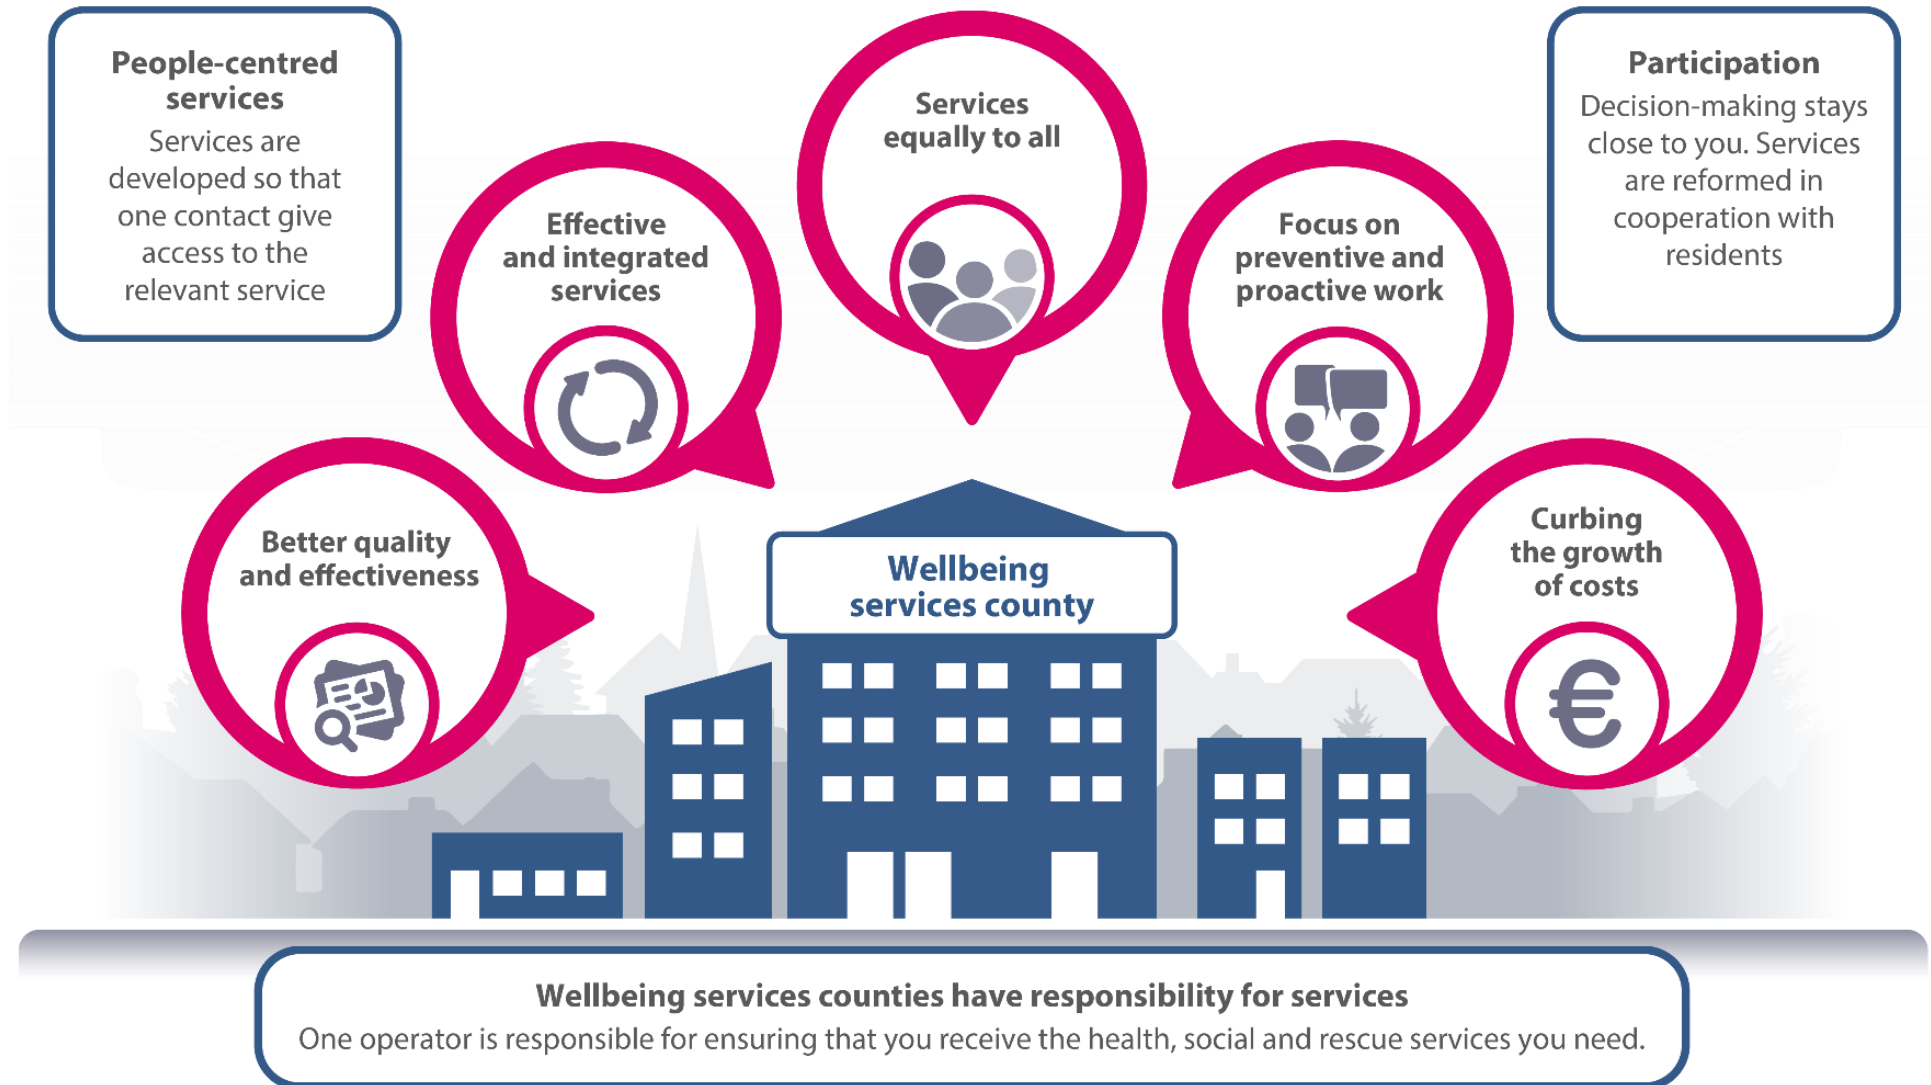 People-centred
services
Services are
developed so that
one contact give
access to the
relevant service
Participation
Decision-making stays
close to you. Services
are reformed in
cooperation with
residents
Better quality
and effectiveness
Effective
and integrated
services
Services
equally to all
Focus on
preventive and
proactive work
Curbing
the growth
of costs
€
Wellbeing
services county
Wellbeing services counties have responsibility for services
One operator is responsible for ensuring that you receive the health, social and rescue services you need.